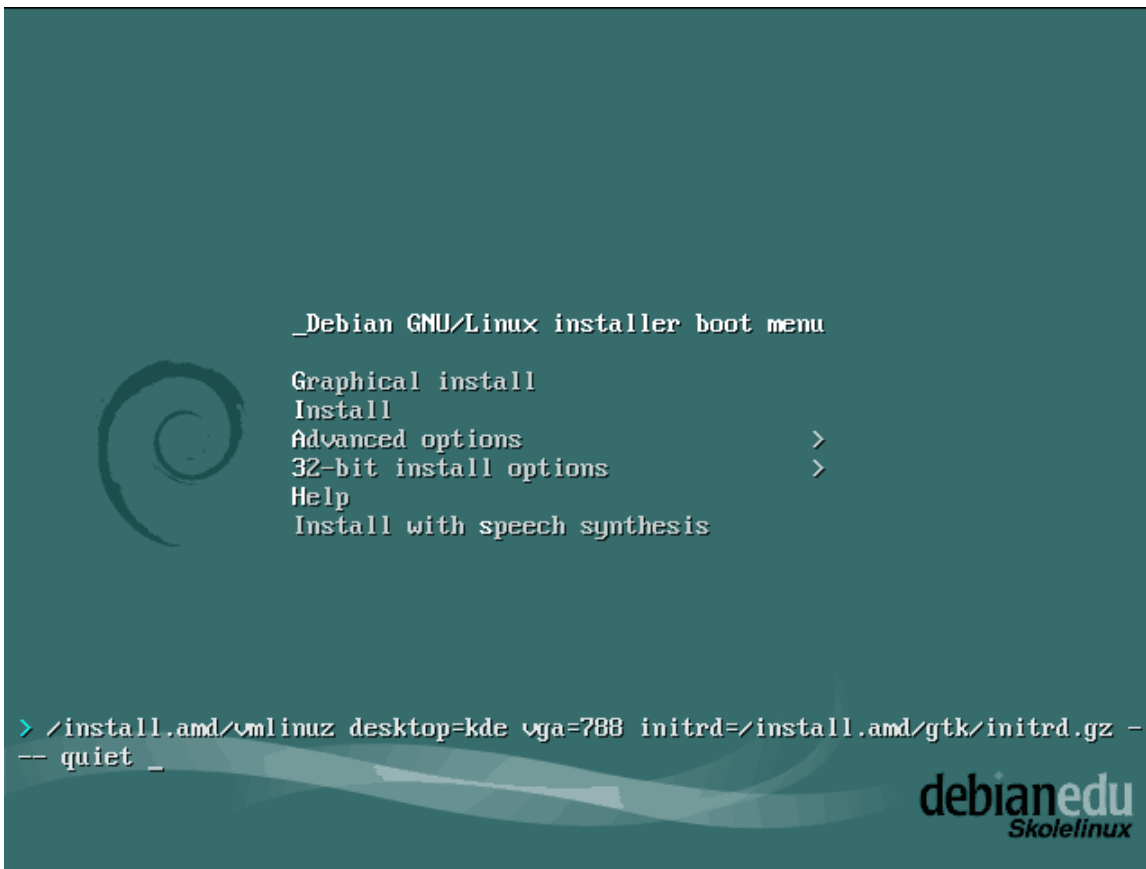 _Debian GNU/Linux installer boot menu
Graphical install
Install
Advanced options >
32-bit install options >
Help
Install with speech synthesis
> /install.amd/vmlinuz desktop=kde vga=788 initrd=/install.amd/gtk/initrd.gz -
-- quiet _
debianedu
Skolelinux